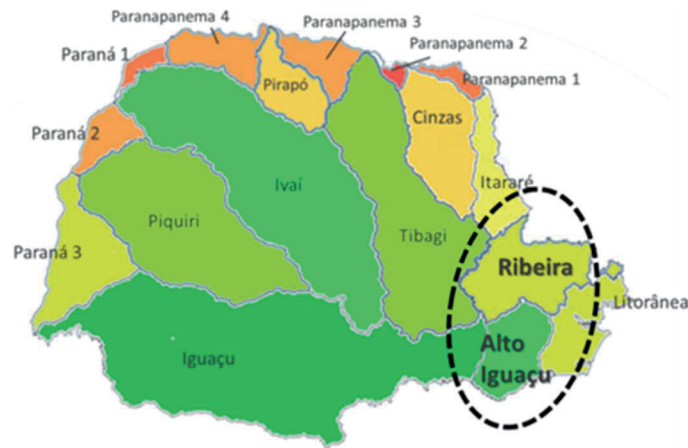 Paranapanema 4
Paranapanema 3
Paraná 1
Paranapanema 2
Pirapó
Paranapanema 1
Paraná 2
Cinzas
Ivaí
Itararé
Piquiri
Tibagi
Paraná 3
Ribeira
Litorânea
Iguaçu
Alto
Iguaçu